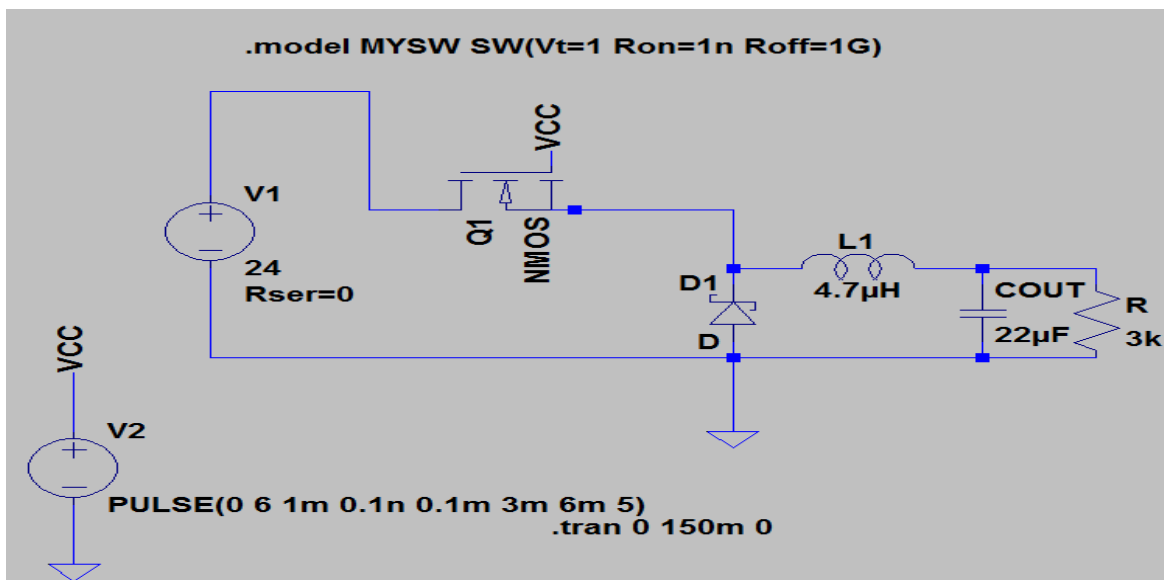 .model MYSW SW(Vt=1 Ron=1n Roff=1G)
VCC
V1
Q1
NMOS
24
Rser=0
L1
4.7µH
D1
D
COUT
22µF
R
3k
VCC
V2
PULSE(0 6 1m 0.1n 0.1m 3m 6m 5)
.tran 0 150m 0